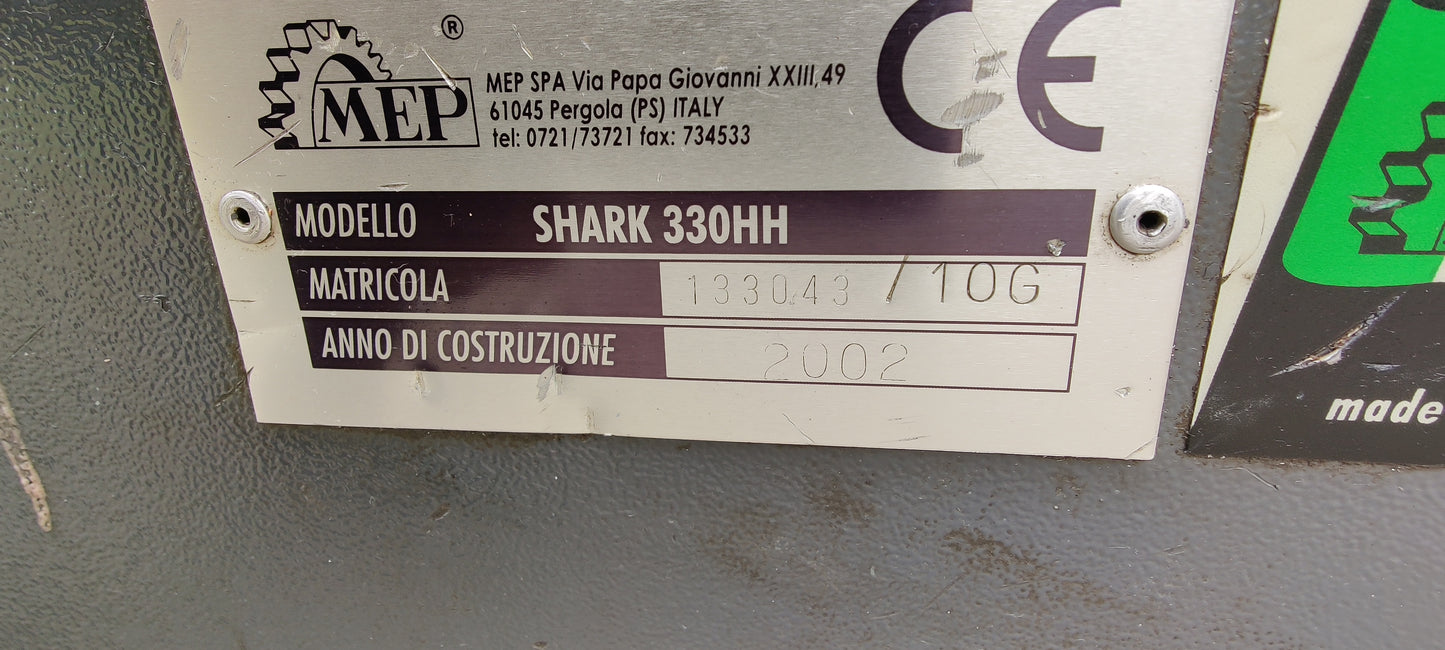 MEP
®
MEP SPA Via Papa Giovanni XXIII,49
61045 Pergola (PS) ITALY
tel: 0721/73721 fax: 734533
CE
MODELLO SHARK 330HH
MATRICOLA 133043 /10G
ANNO DI COSTRUZIONE 2002
made